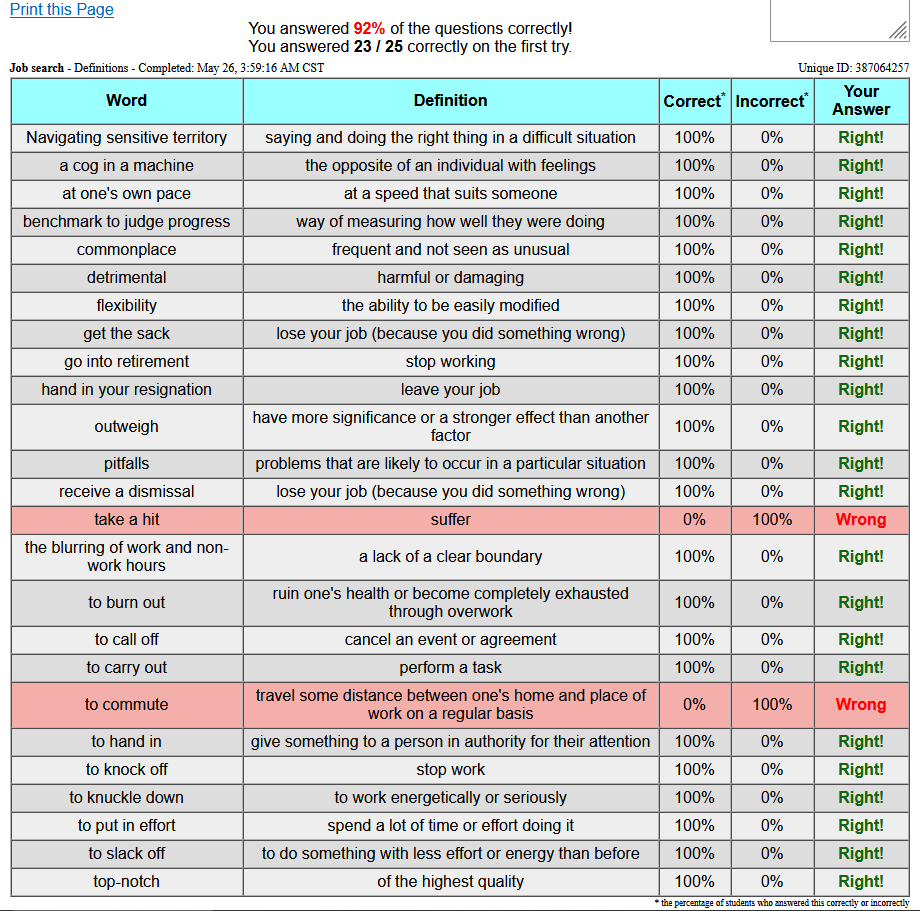 Print this Page
You answered 92% of the questions correctly!
You answered 23 / 25 correctly on the first try.
Job search - Definitions - Completed: May 26, 3:59:16 AM CST Unique ID: 387064257
Word Definition Correct* Incorrect* Your Answer
Navigating sensitive territory saying and doing the right thing in a difficult situation 100% 0% Right!
a cog in a machine the opposite of an individual with feelings 100% 0% Right!
at one's own pace at a speed that suits someone 100% 0% Right!
benchmark to judge progress way of measuring how well they were doing 100% 0% Right!
commonplace frequent and not seen as unusual 100% 0% Right!
detrimental harmful or damaging 100% 0% Right!
flexibility the ability to be easily modified 100% 0% Right!
get the sack lose your job (because you did something wrong) 100% 0% Right!
go into retirement stop working 100% 0% Right!
hand in your resignation leave your job 100% 0% Right!
outweigh have more significance or a stronger effect than another factor 100% 0% Right!
pitfalls problems that are likely to occur in a particular situation 100% 0% Right!
receive a dismissal lose your job (because you did something wrong) 100% 0% Right!
take a hit suffer 0% 100% Wrong
the blurring of work and non-work hours a lack of a clear boundary 100% 0% Right!
to burn out ruin one's health or become completely exhausted through overwork 100% 0% Right!
to call off cancel an event or agreement 100% 0% Right!
to carry out perform a task 100% 0% Right!
to commute travel some distance between one's home and place of work on a regular basis 0% 100% Wrong
to hand in give something to a person in authority for their attention 100% 0% Right!
to knock off stop work 100% 0% Right!
to knuckle down to work energetically or seriously 100% 0% Right!
to put in effort spend a lot of time or effort doing it 100% 0% Right!
to slack off to do something with less effort or energy than before 100% 0% Right!
top-notch of the highest quality 100% 0% Right!
* the percentage of students who answered this correctly or incorrectly